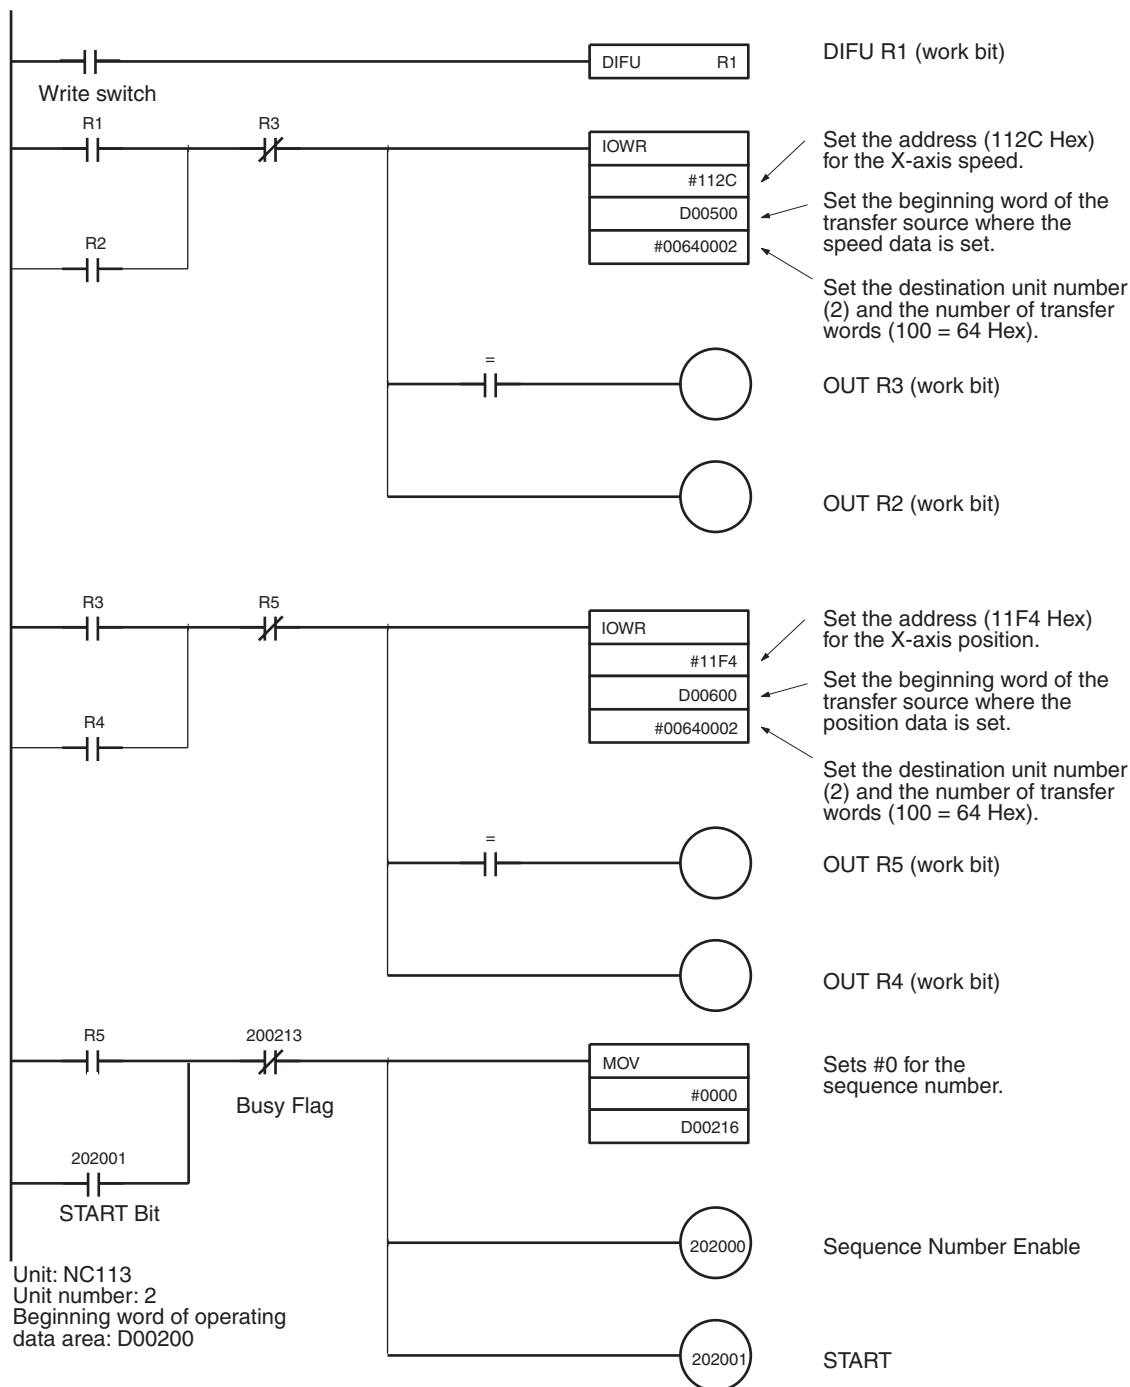 DIFU R1
DIFU R1 (work bit)
Write switch
R1
R3
IOWR
#112C
D00500
#00640002
Set the address (112C Hex)
for the X-axis speed.
Set the beginning word of the
transfer source where the
speed data is set.
Set the destination unit number
(2) and the number of transfer
words (100 = 64 Hex).
R2
=
OUT R3 (work bit)
OUT R2 (work bit)
R3
R5
IOWR
#11F4
D00600
#00640002
Set the address (11F4 Hex)
for the X-axis position.
Set the beginning word of the
transfer source where the
position data is set.
Set the destination unit number
(2) and the number of transfer
words (100 = 64 Hex).
R4
=
OUT R5 (work bit)
OUT R4 (work bit)
R5
200213
Busy Flag
MOV
#0000
D00216
Sets #0 for the
sequence number.
202001
START Bit
202000
Sequence Number Enable
Unit: NC113
Unit number: 2
Beginning word of operating
data area: D00200
202001
START